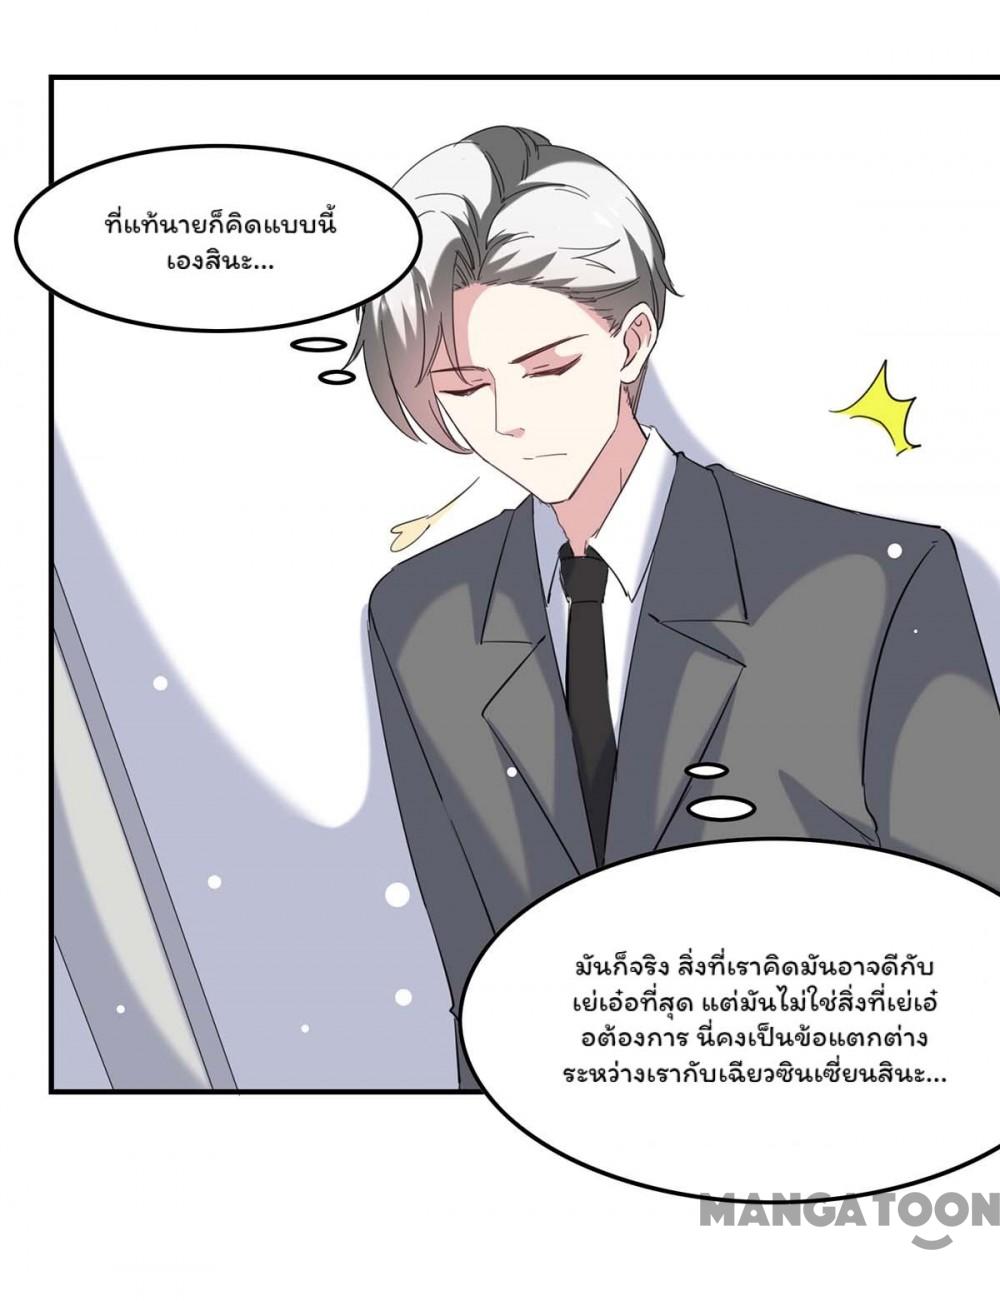 ที่แท้นายก็คิดแบบนี้
เองสินะ...
มันก็จริง สิ่งที่เราคิดมันอาจดีกับ
เย่เอ๋อที่สุด แต่มันไม่ใช่สิ่งที่เย่เอ๋
อต้องการ นี่คงเป็นข้อแตกต่าง
ระหว่างเรากับเฉียวซินเซี่ยนสินะ...
MANGATOON